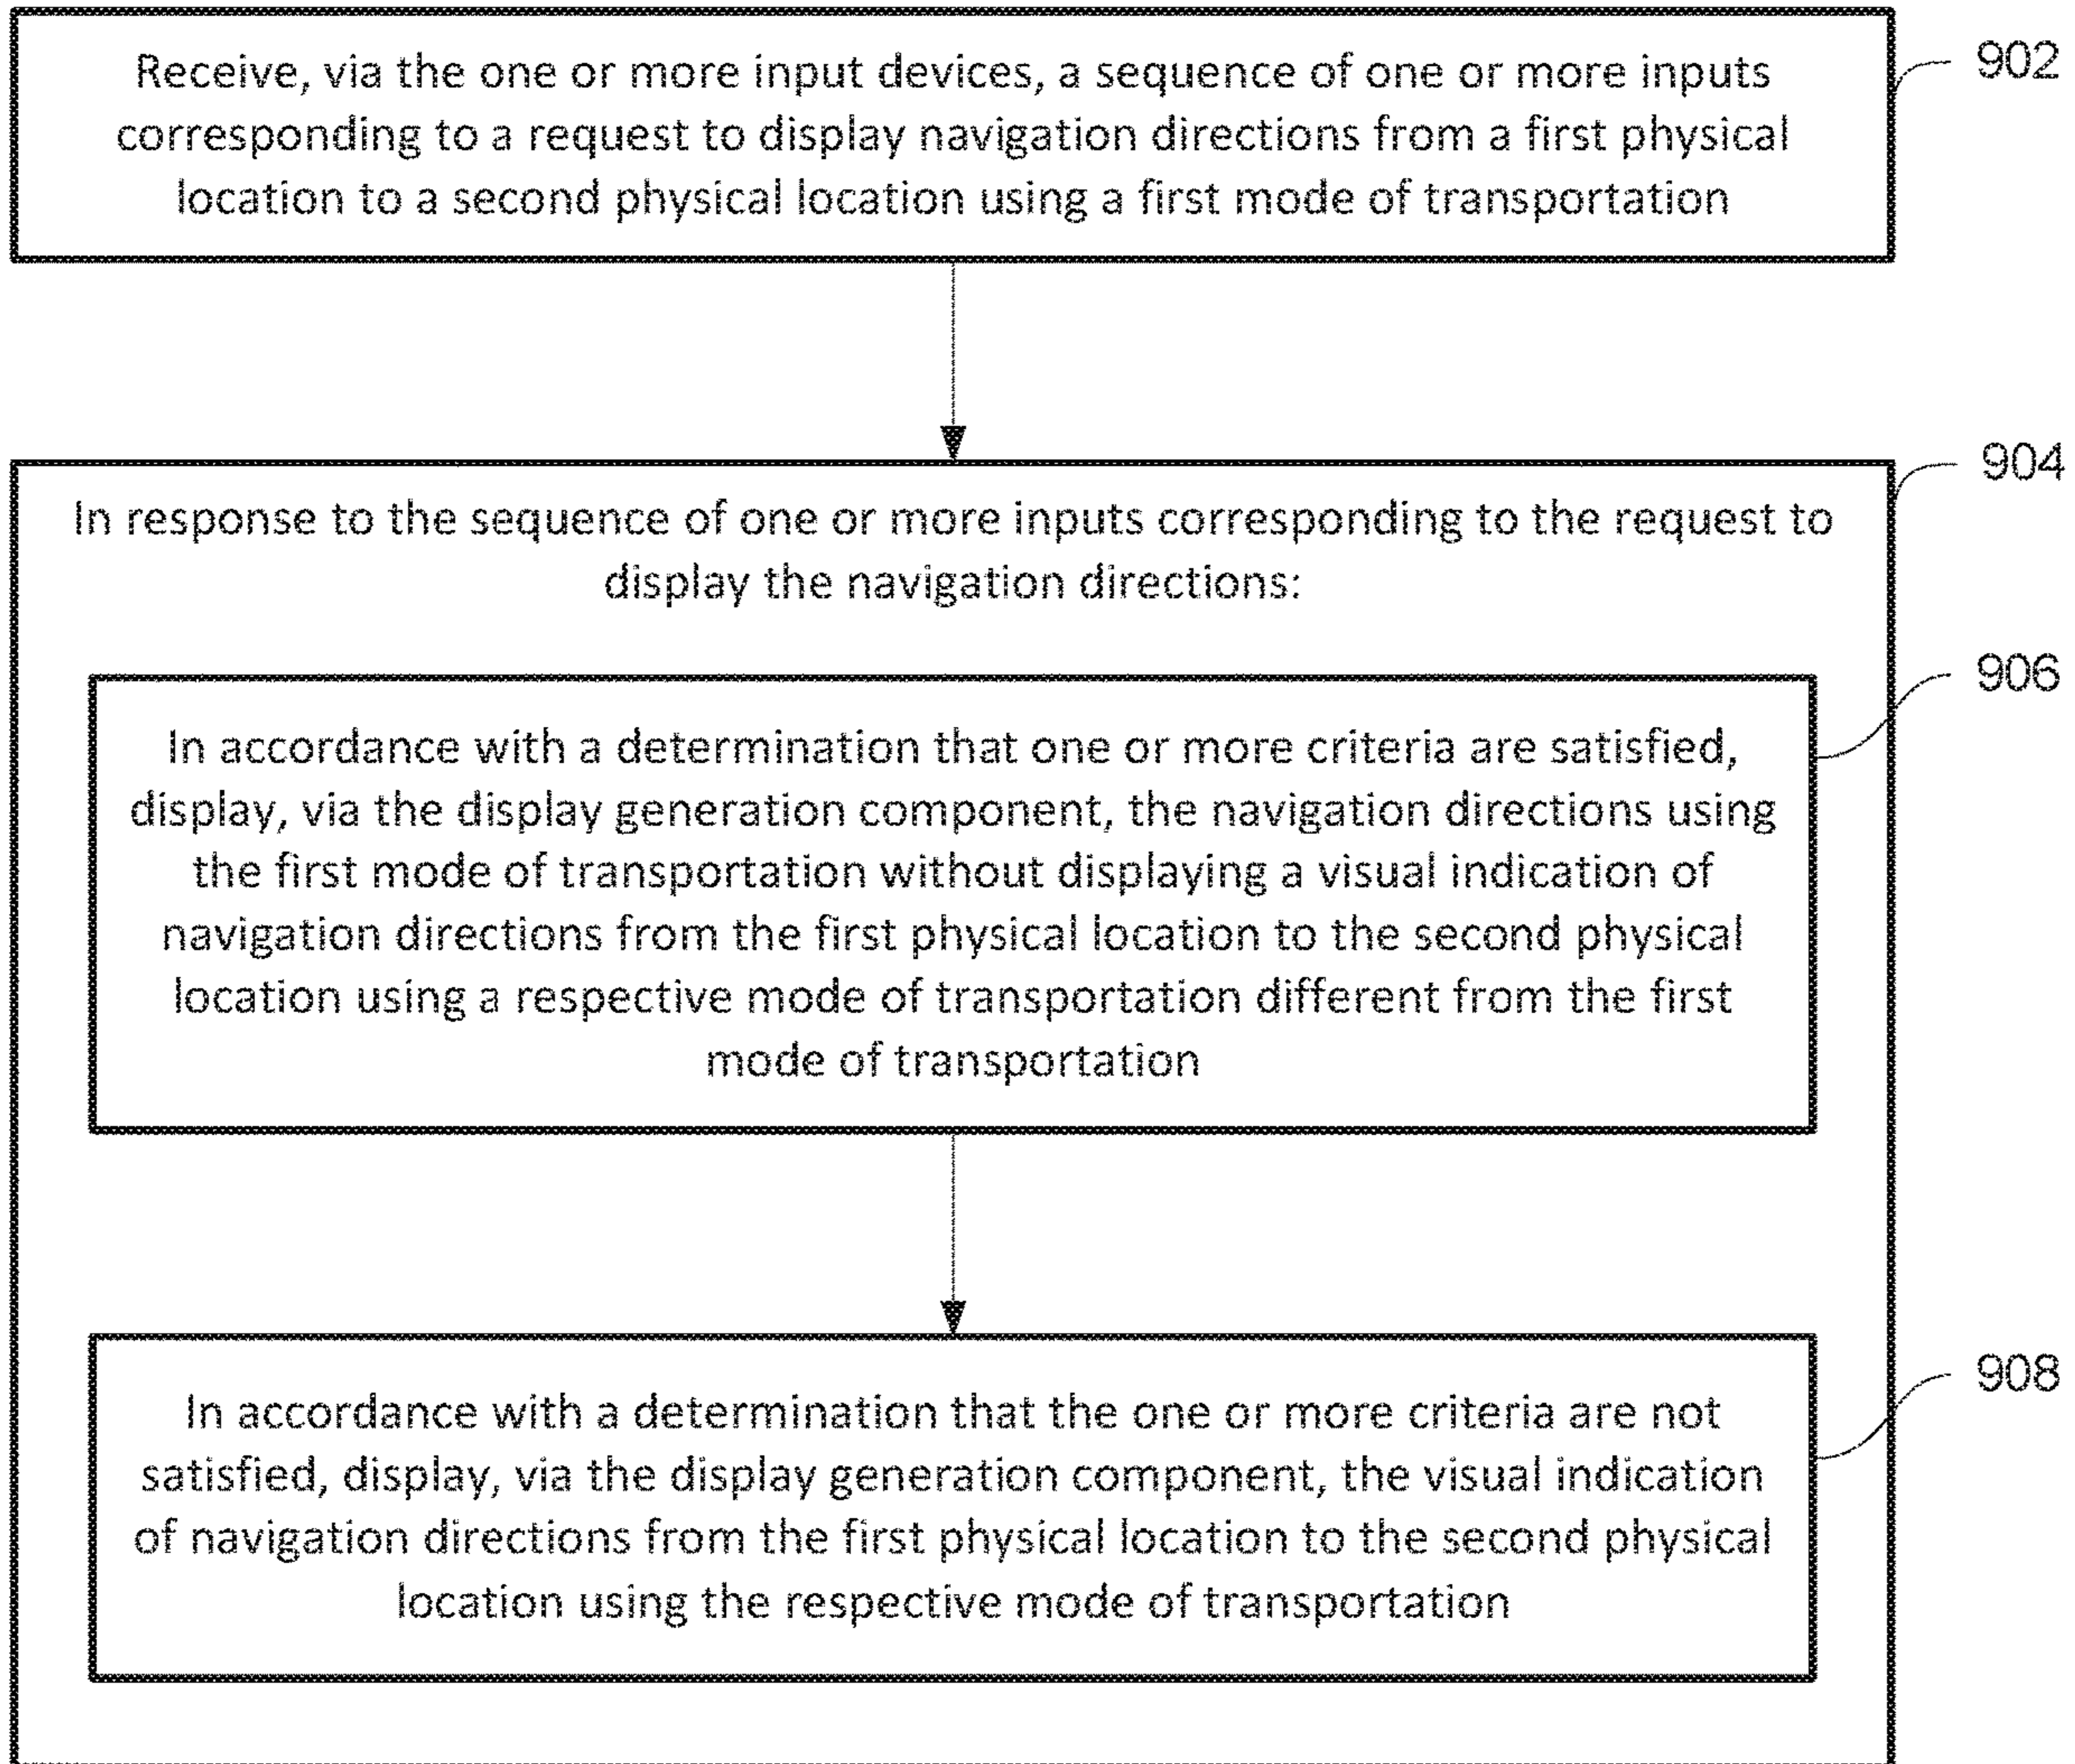 Receive, via the one or more input devices, a sequence of one or more inputs
corresponding to a request to display navigation directions from a first physical
location to a second physical location using a first mode of transportation
902
904
In response to the sequence of one or more inputs corresponding to the request to
display the navigation directions:
906
In accordance with a determination that one or more criteria are satisfied,
display, via the display generation component, the navigation directions using
the first mode of transportation without displaying a visual indication of
navigation directions from the first physical location to the second physical
location using a respective mode of transportation different from the first
mode of transportation
908
In accordance with a determination that the one or more criteria are not
satisfied, display, via the display generation component, the visual indication
of navigation directions from the first physical location to the second physical
location using the respective mode of transportation